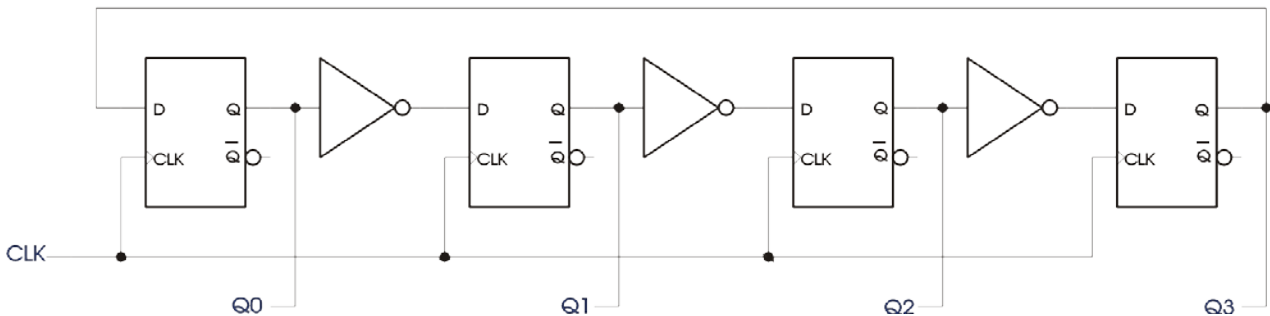 D Q D Q D Q D Q
CLK Q̅ CLK Q̅ CLK Q̅ CLK Q̅
CLK
Q0 Q1 Q2 Q3